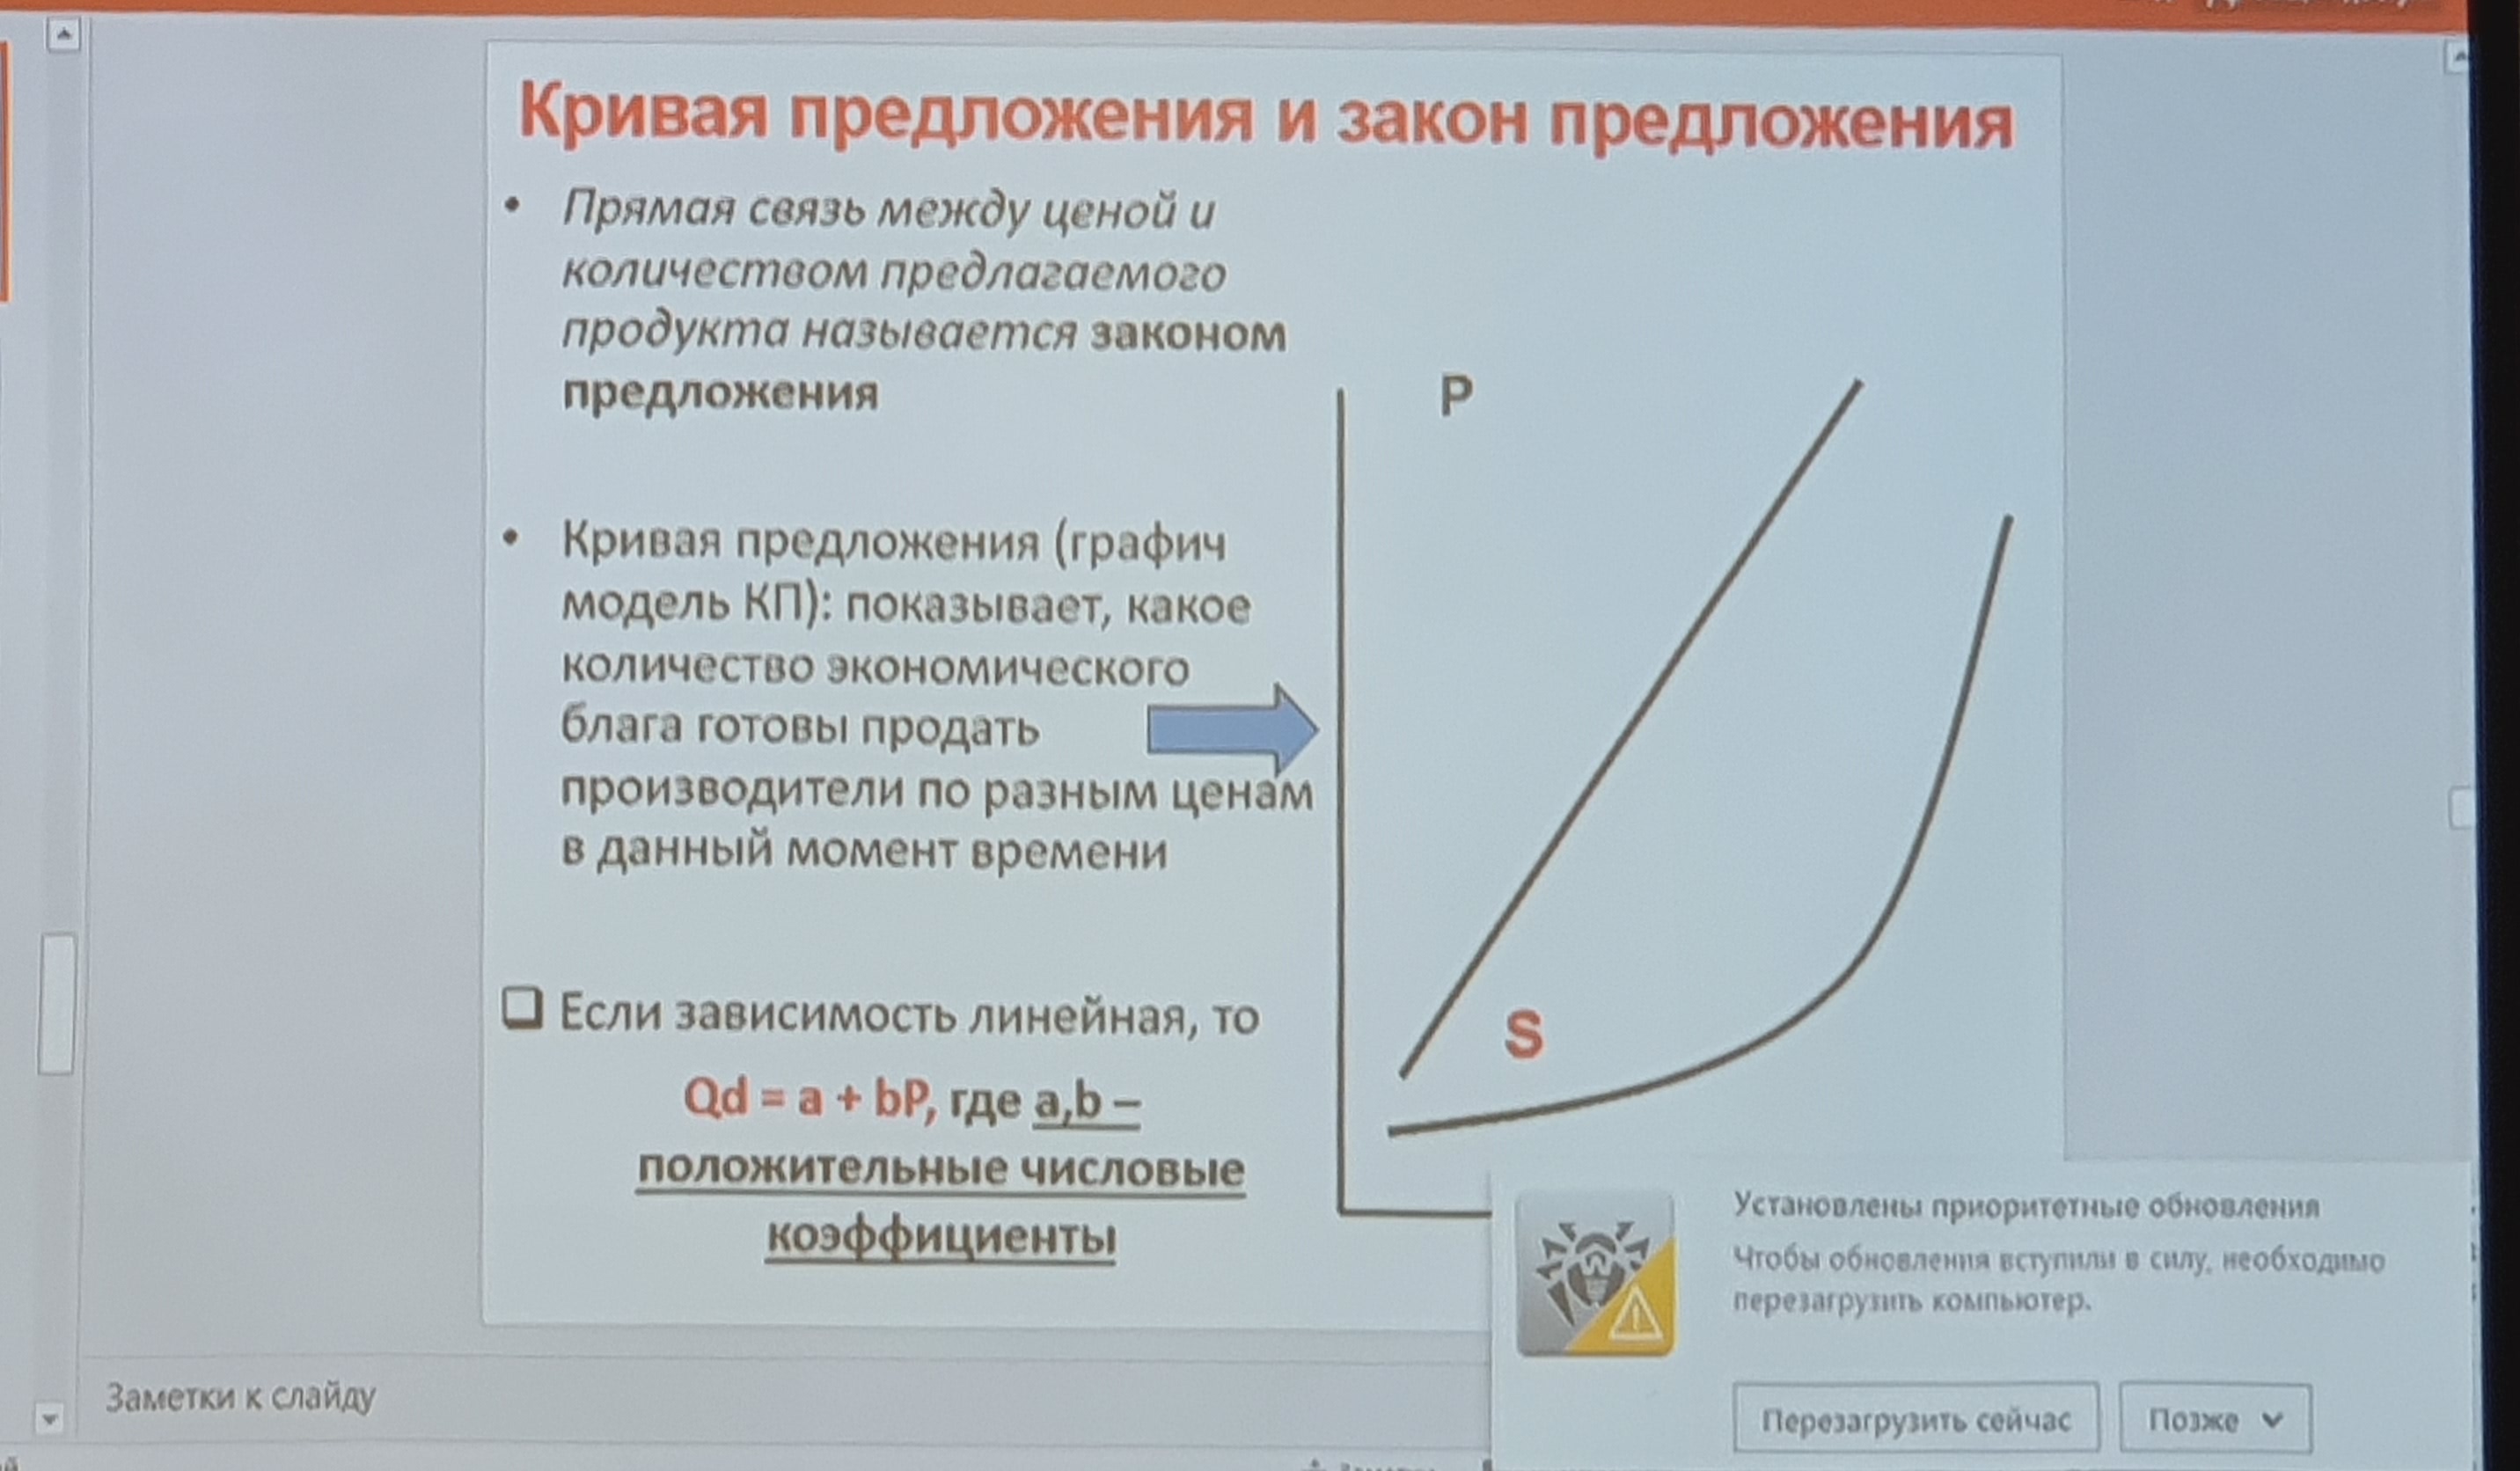 Кривая предложения и закон предложения
• Прямая связь между ценой и
количеством предлагаемого
продукта называется законом
предложения
• Кривая предложения (графич
модель КП): показывает, какое
количество экономического
блага готовы продать
производители по разным ценам
в данный момент времени
❑ Если зависимость линейная, то
Qd = a + bP, где a,b –
положительные числовые
коэффициенты
P
S
Установлены приоритетные обновления
Чтобы обновления вступили в силу, необходимо
перезагрузить компьютер.
Перезагрузить сейчас
Позже
Заметки к слайду